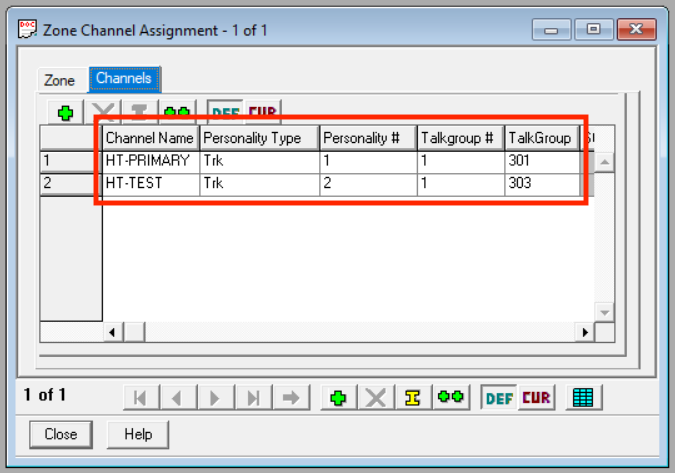 Zone Channel Assignment - 1 of 1
Zone Channels
DEF CUR
Channel Name Personality Type Personality # Talkgroup # TalkGroup
1 HT-PRIMARY Trk 1 1 301
2 HT-TEST Trk 2 1 303
1 of 1 DEF CUR
Close Help